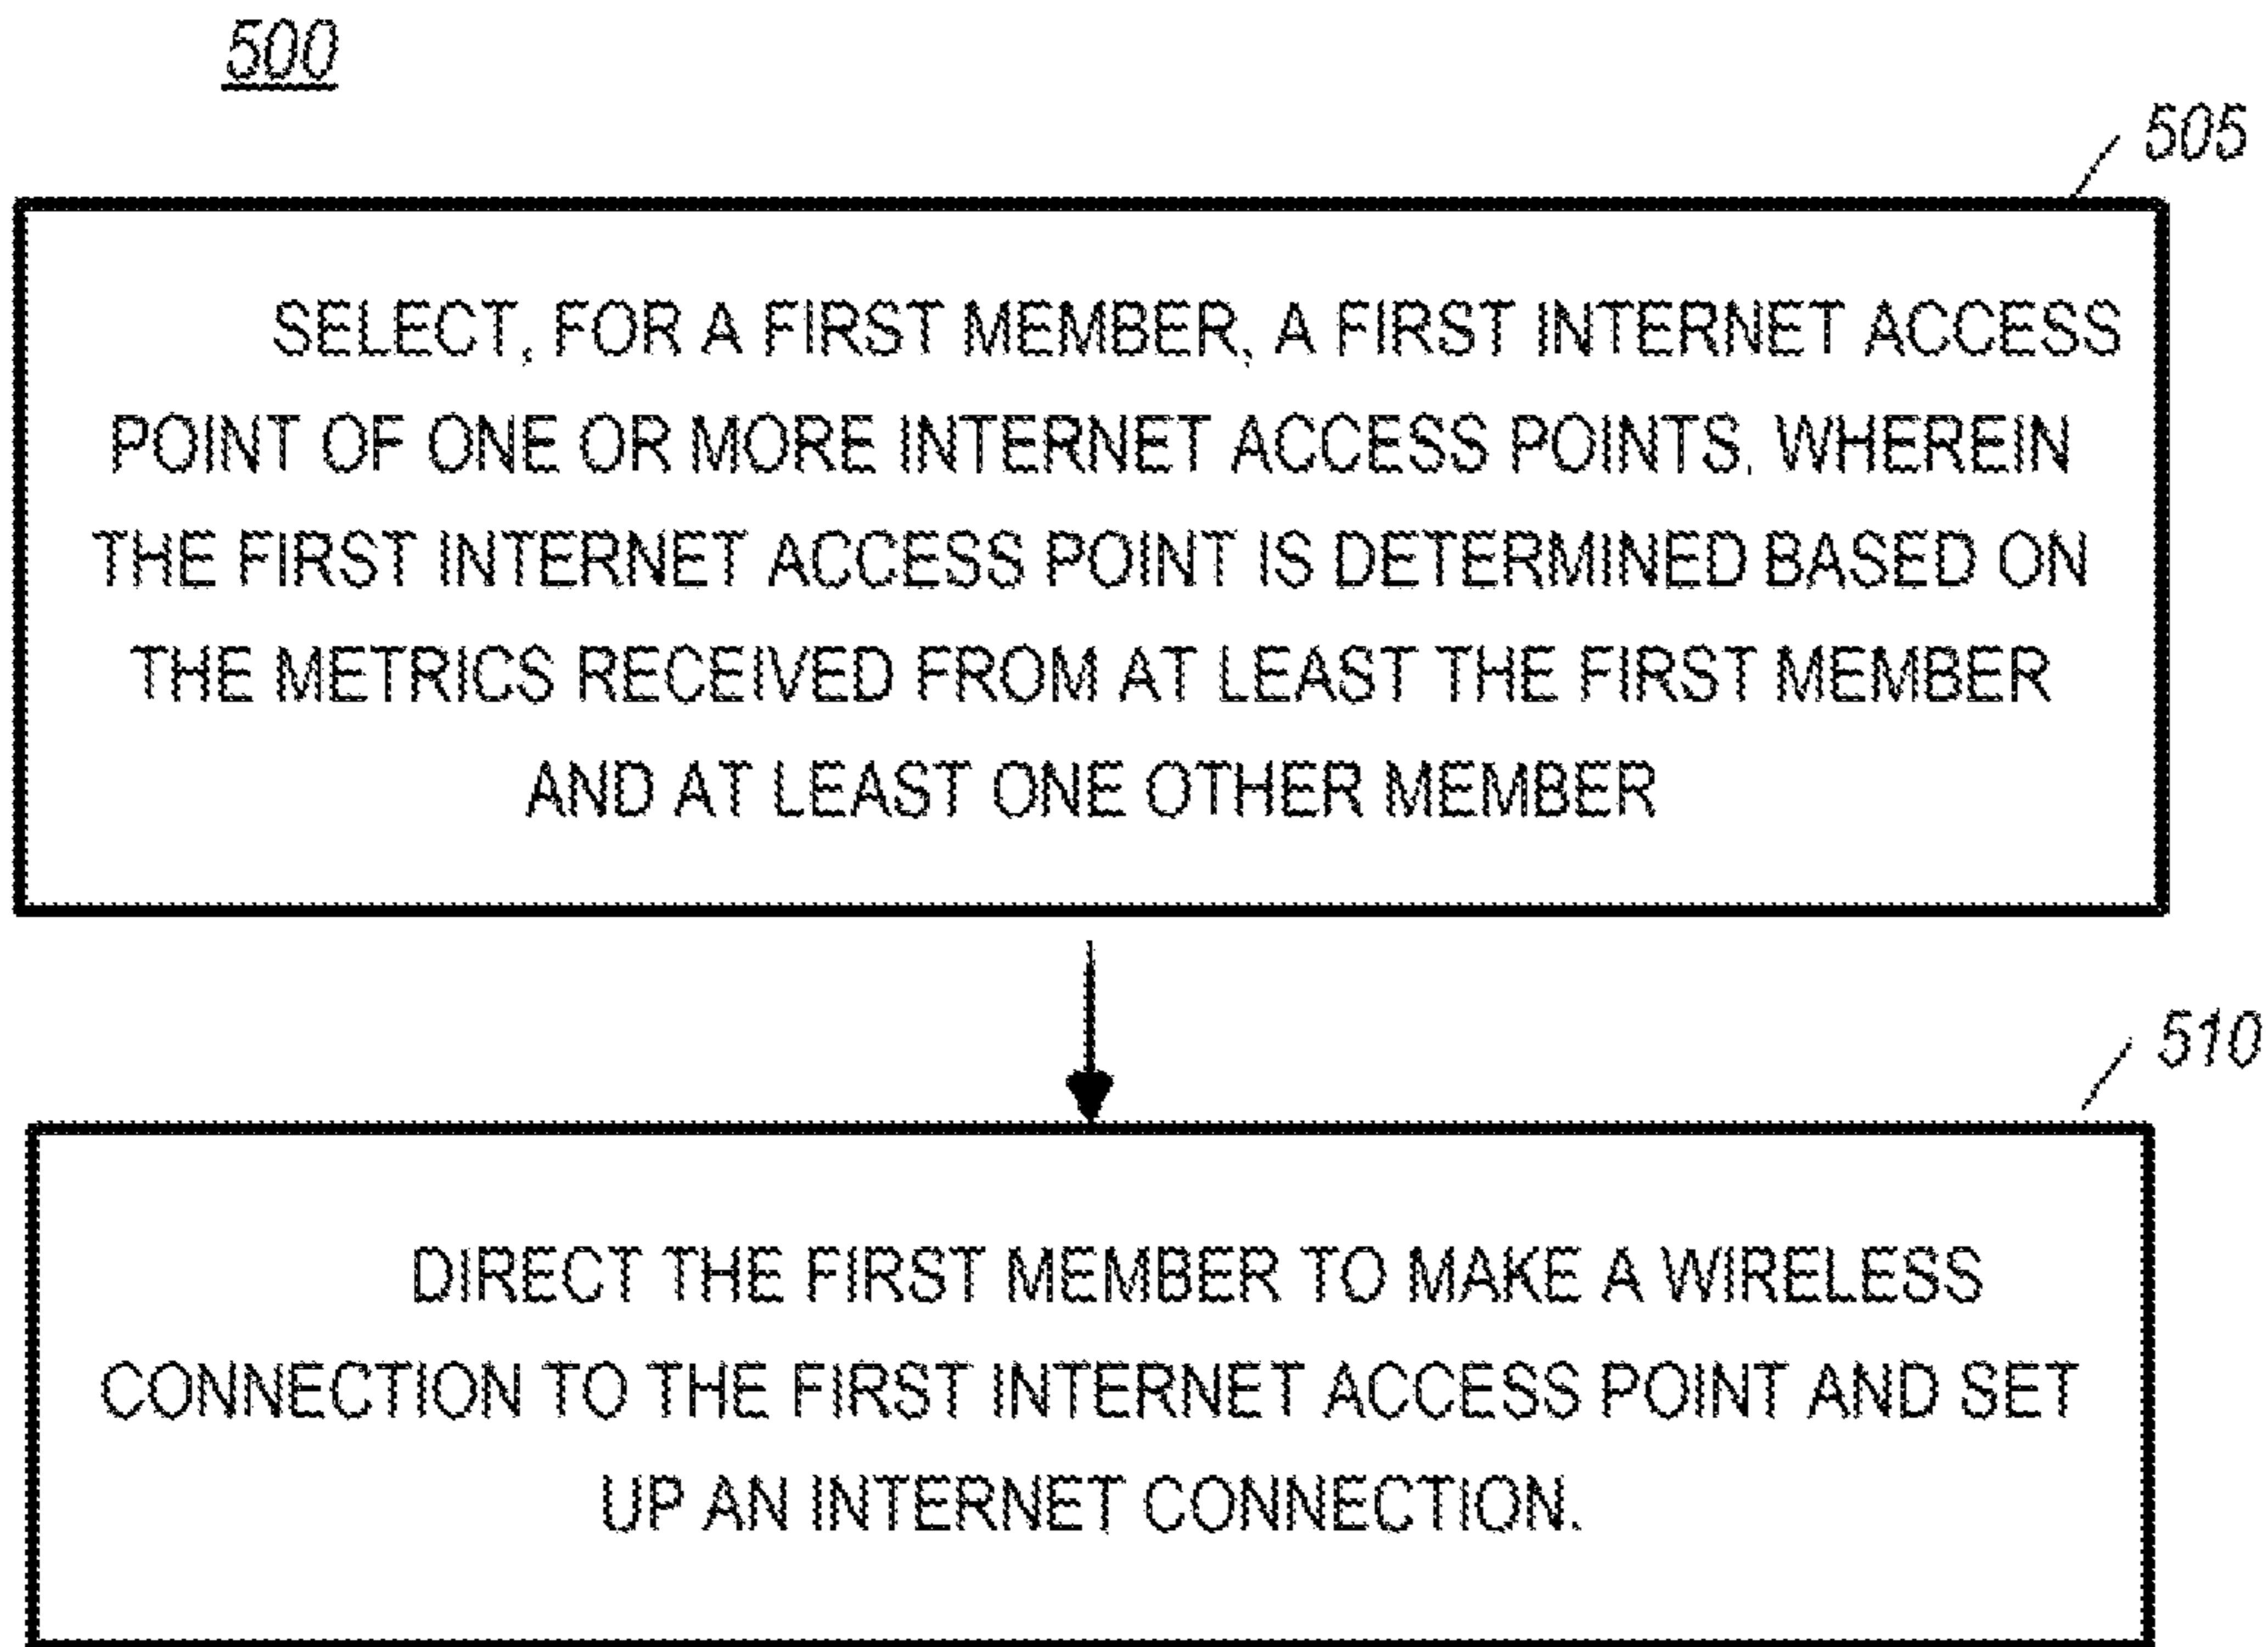 500
505
SELECT, FOR A FIRST MEMBER, A FIRST INTERNET ACCESS
POINT OF ONE OR MORE INTERNET ACCESS POINTS, WHEREIN
THE FIRST INTERNET ACCESS POINT IS DETERMINED BASED ON
THE METRICS RECEIVED FROM AT LEAST THE FIRST MEMBER
AND AT LEAST ONE OTHER MEMBER
510
DIRECT THE FIRST MEMBER TO MAKE A WIRELESS
CONNECTION TO THE FIRST INTERNET ACCESS POINT AND SET
UP AN INTERNET CONNECTION.